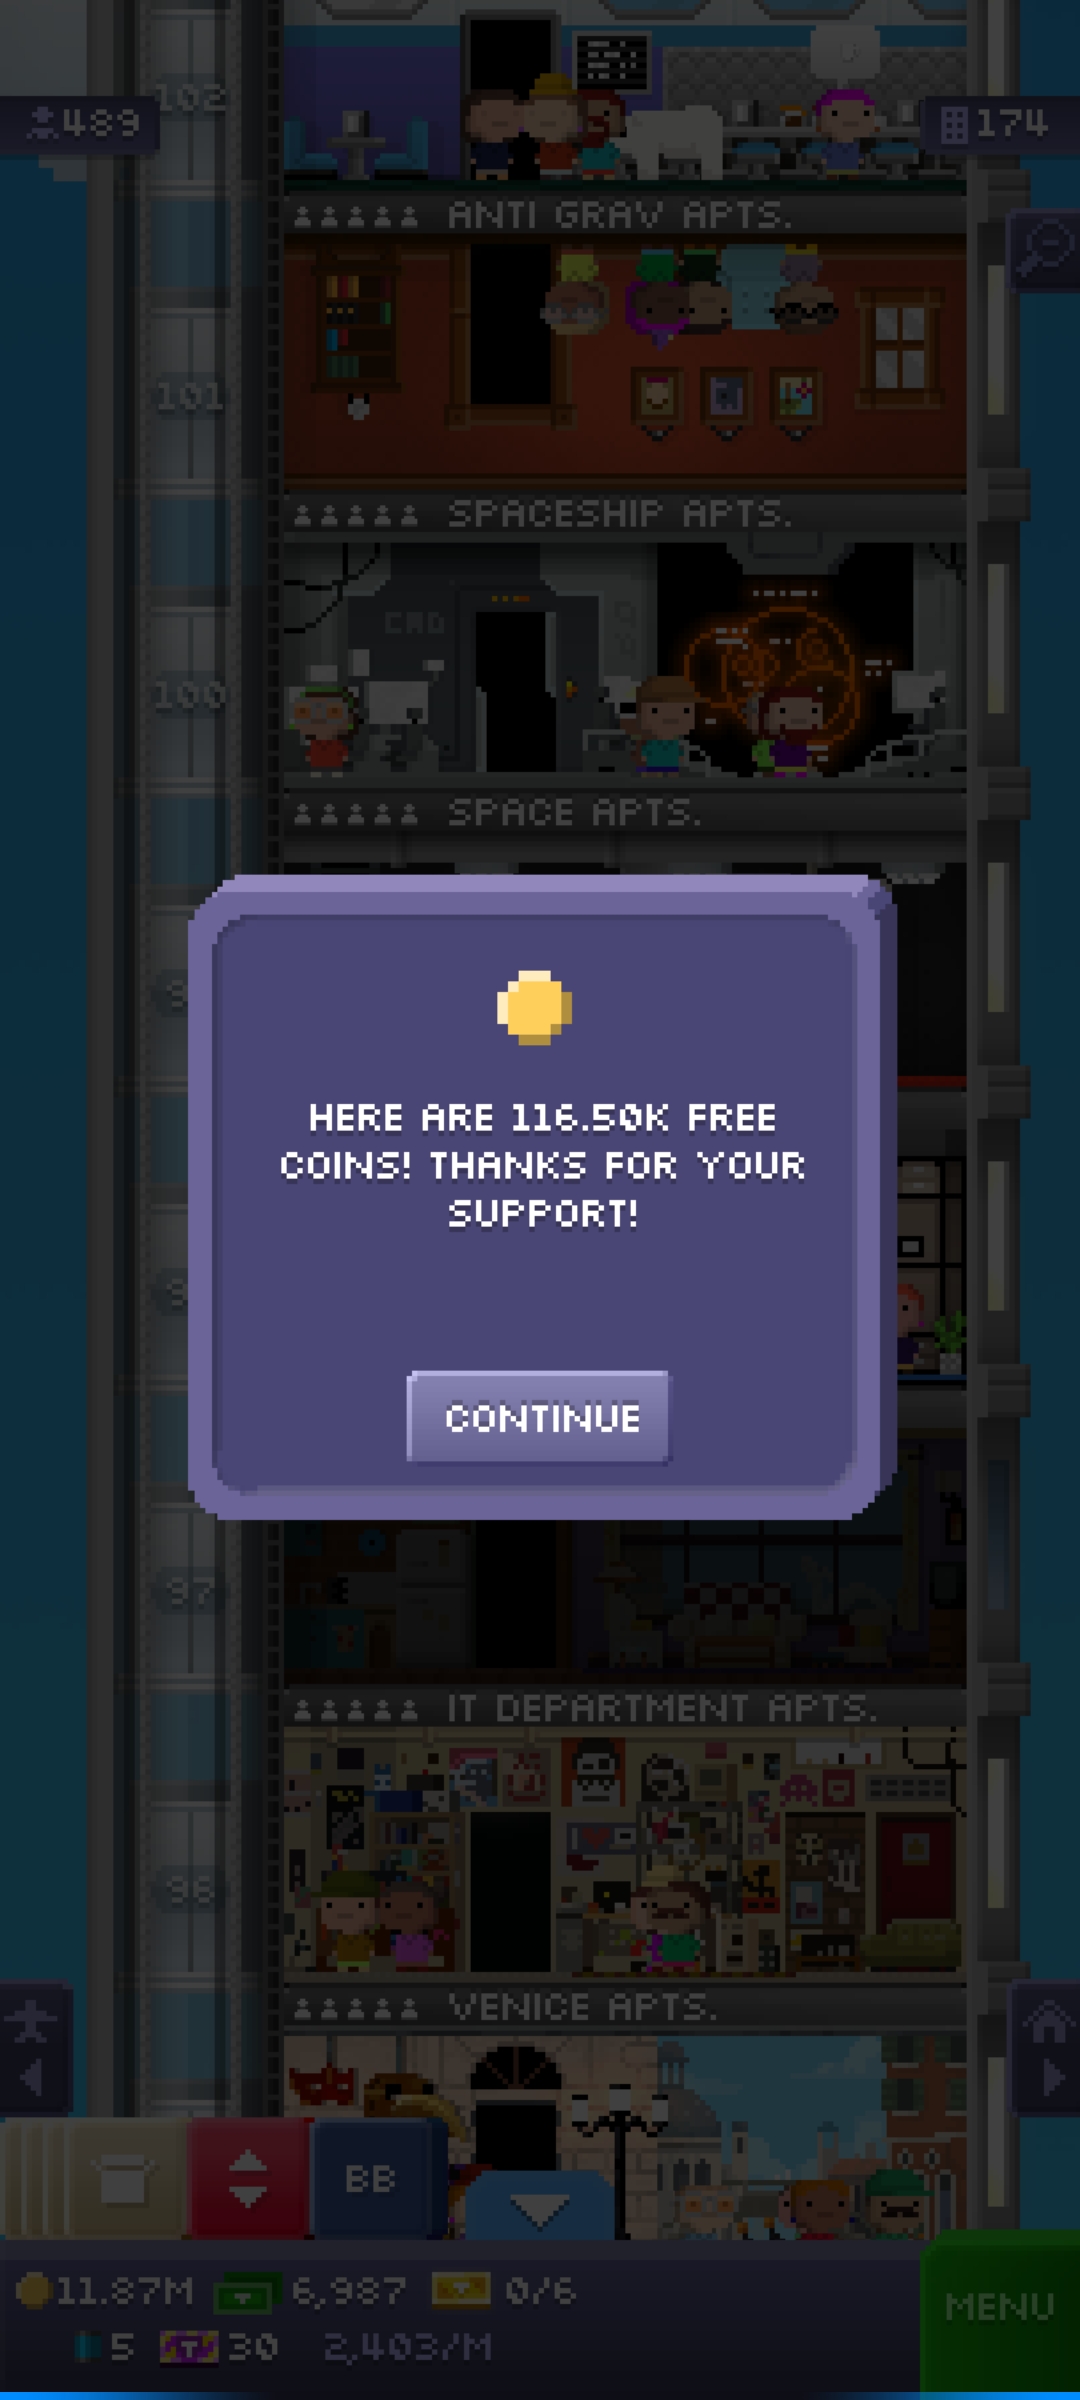 102
489
174
ANTI GRAV APTS.
101
SPACESHIP APTS.
CRD
100
SPACE APTS.
HERE ARE 116.50K FREE
COINS! THANKS FOR YOUR
SUPPORT!
CONTINUE
97
IT DEPARTMENT APTS.
96
VENICE APTS.
BB
11.87M 6,987 0/6
MENU
5 30 2,403/M